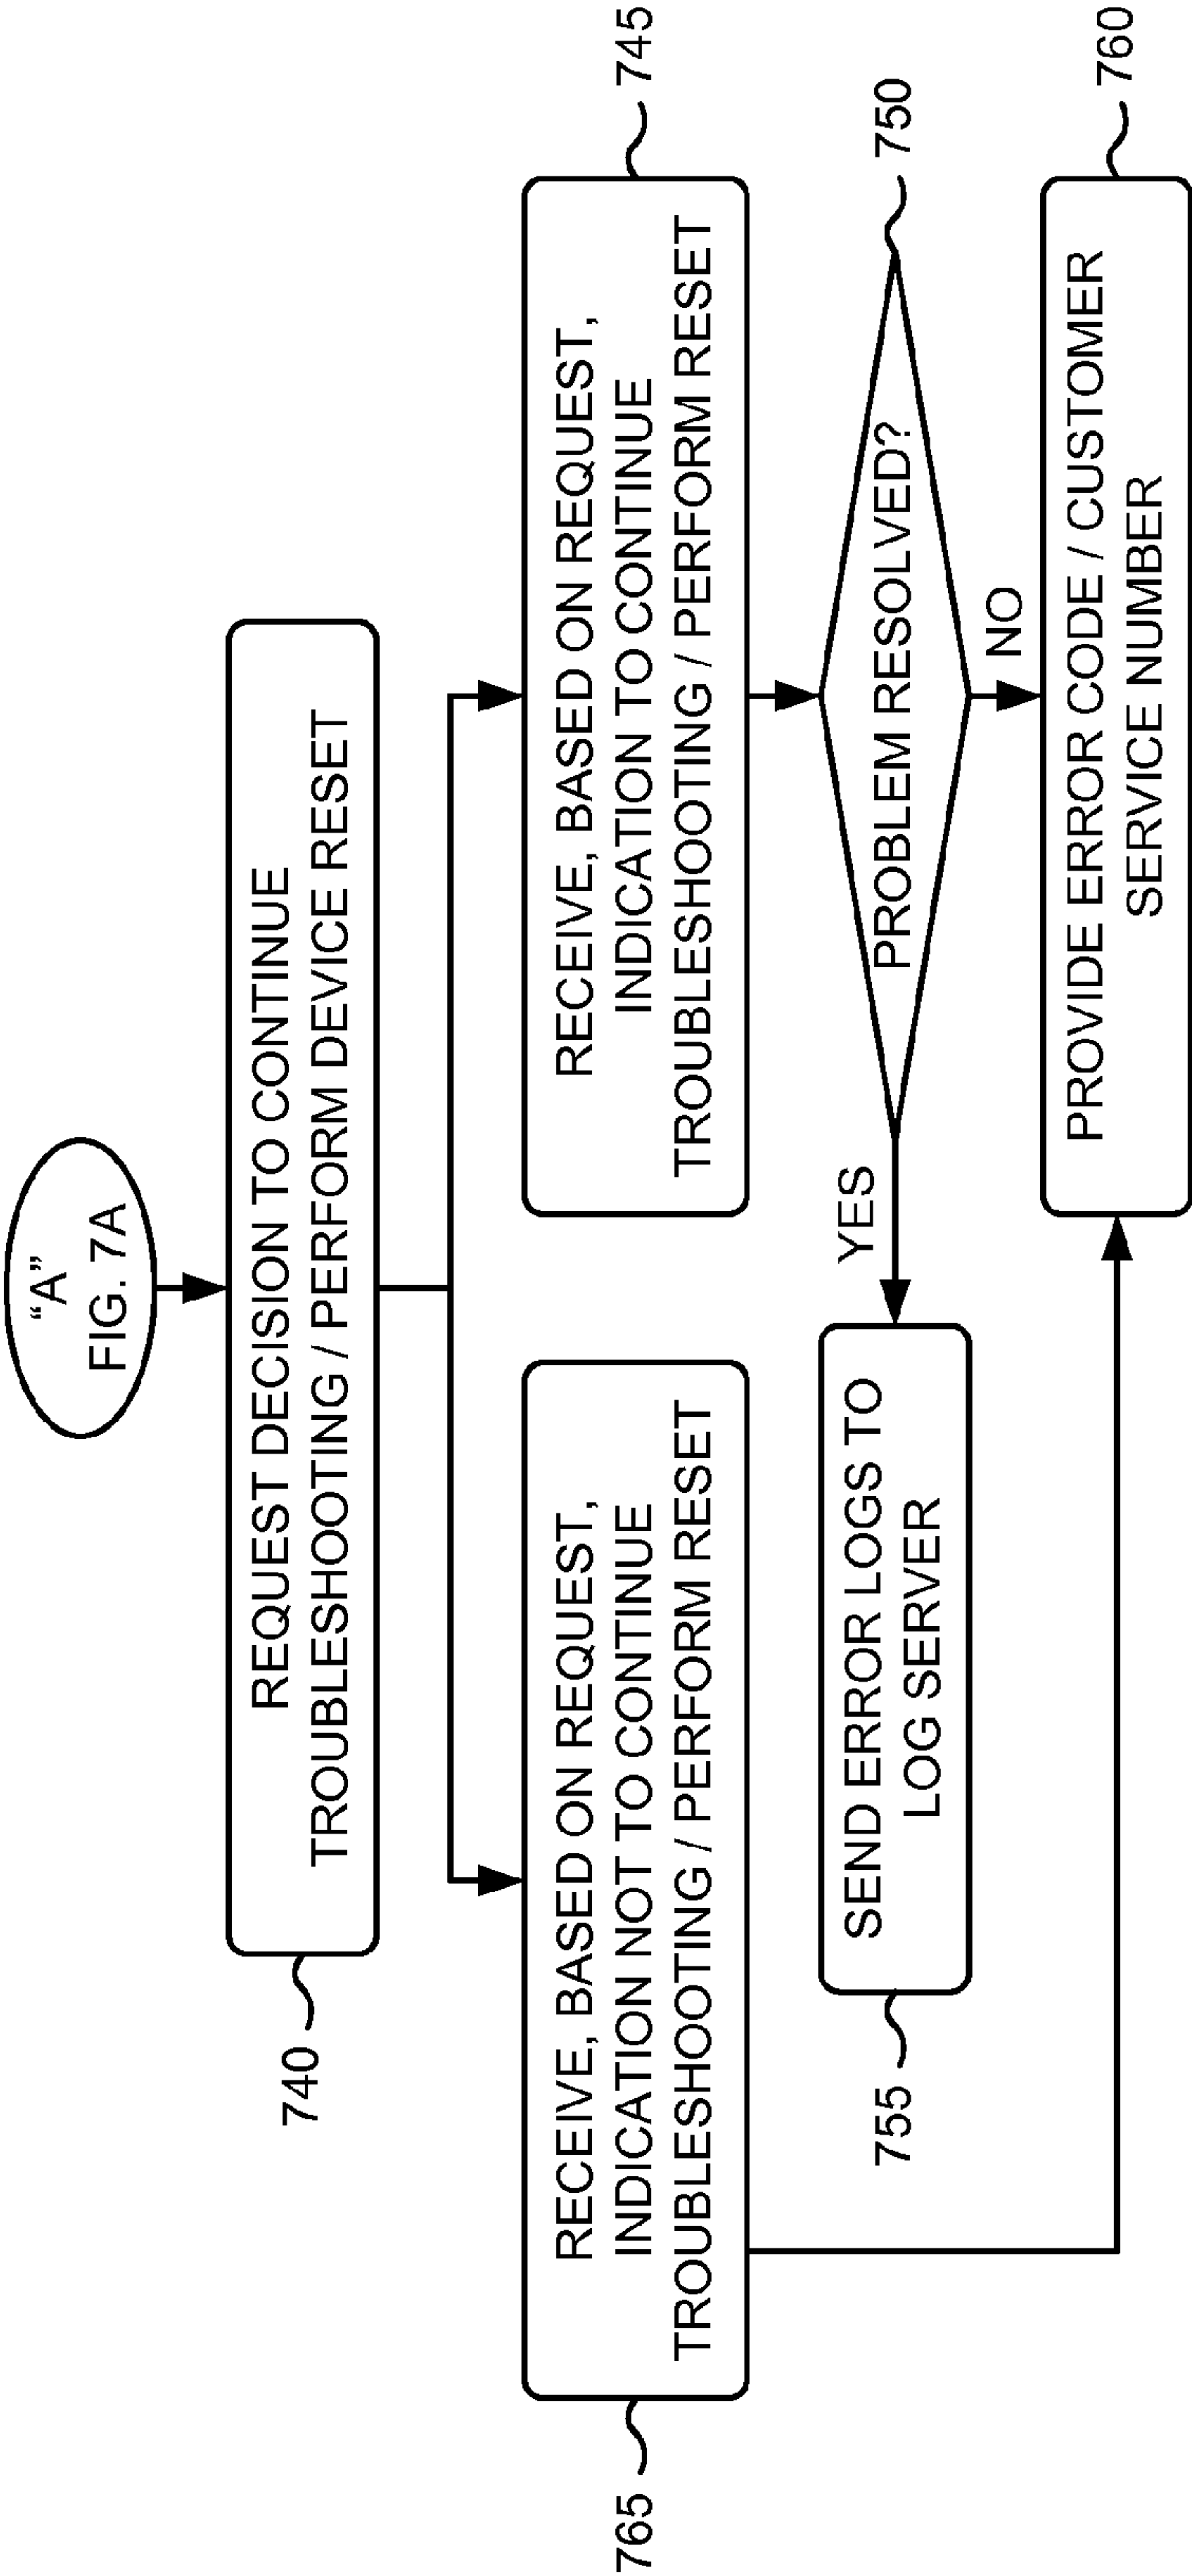 “A”
FIG. 7A
REQUEST DECISION TO CONTINUE
TROUBLESHOOTING / PERFORM DEVICE RESET
740
RECEIVE, BASED ON REQUEST,
INDICATION NOT TO CONTINUE
TROUBLESHOOTING / PERFORM RESET
765
RECEIVE, BASED ON REQUEST,
INDICATION TO CONTINUE
TROUBLESHOOTING / PERFORM RESET
745
PROBLEM RESOLVED?
750
YES
NO
SEND ERROR LOGS TO
LOG SERVER
755
PROVIDE ERROR CODE / CUSTOMER
SERVICE NUMBER
760